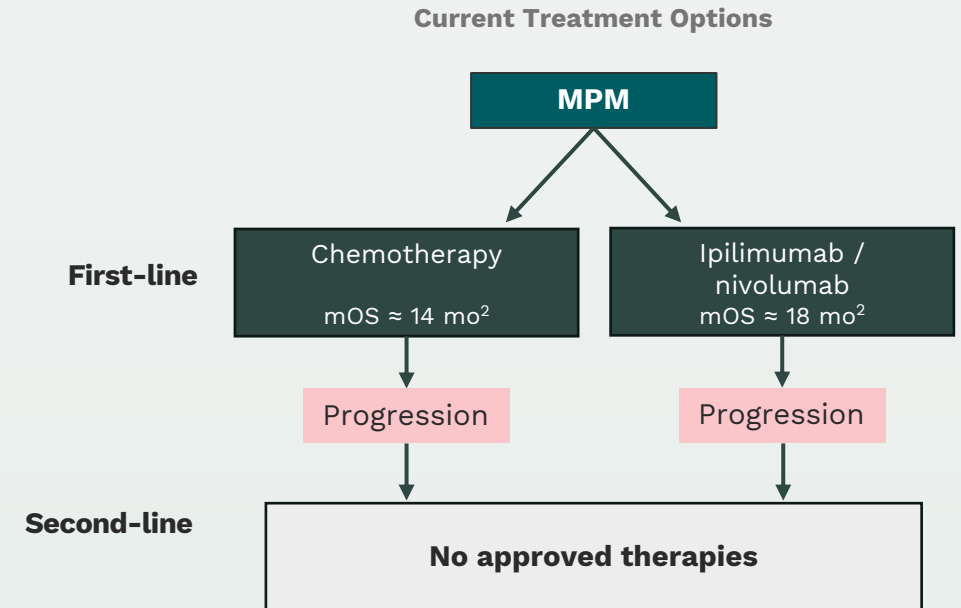 Current Treatment Options
MPM
First-line
Chemotherapy
mOS ≈ 14 mo²
Ipilimumab /
nivolumab
mOS ≈ 18 mo²
Progression
Progression
Second-line
No approved therapies